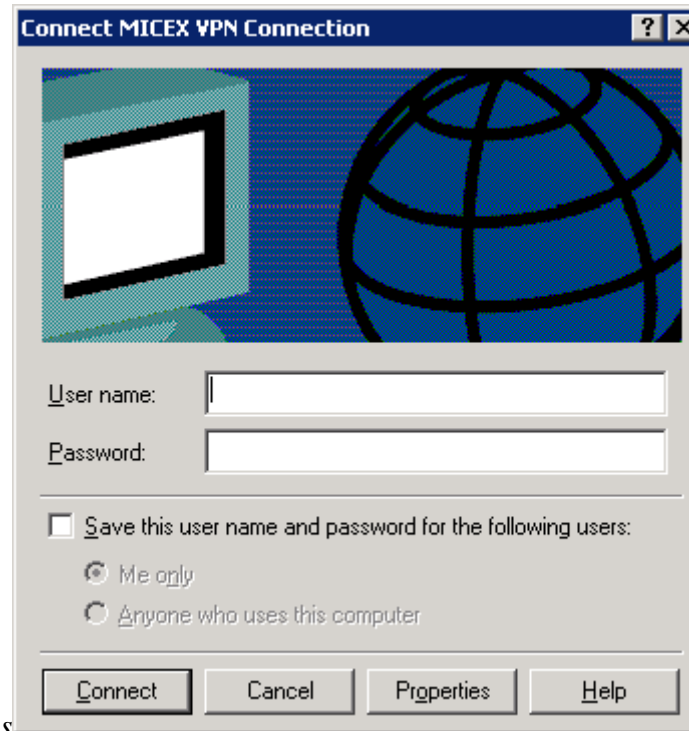 Connect MICEX VPN Connection
User name:
Password:
Save this user name and password for the following users:
Me only
Anyone who uses this computer
Connect Cancel Properties Help
s